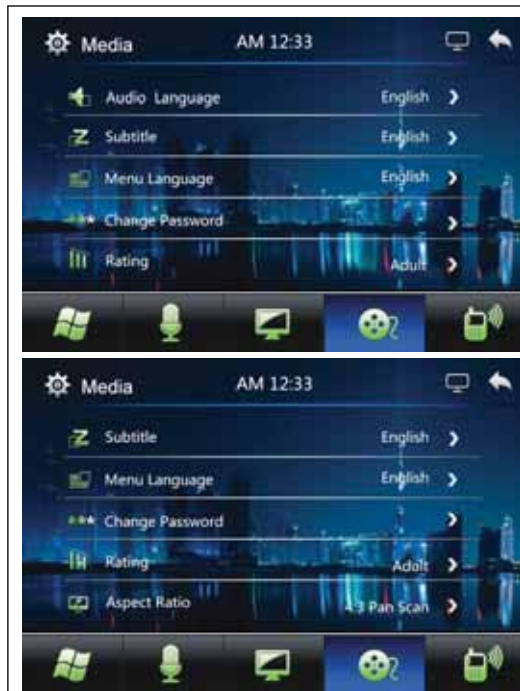 Media AM 12:33
Audio Language English
Subtitle English
Menu Language English
Change Password
Rating Adult
Media AM 12:33
Subtitle English
Menu Language English
Change Password
Rating Adult
Aspect Ratio 4:3 Pan Scan